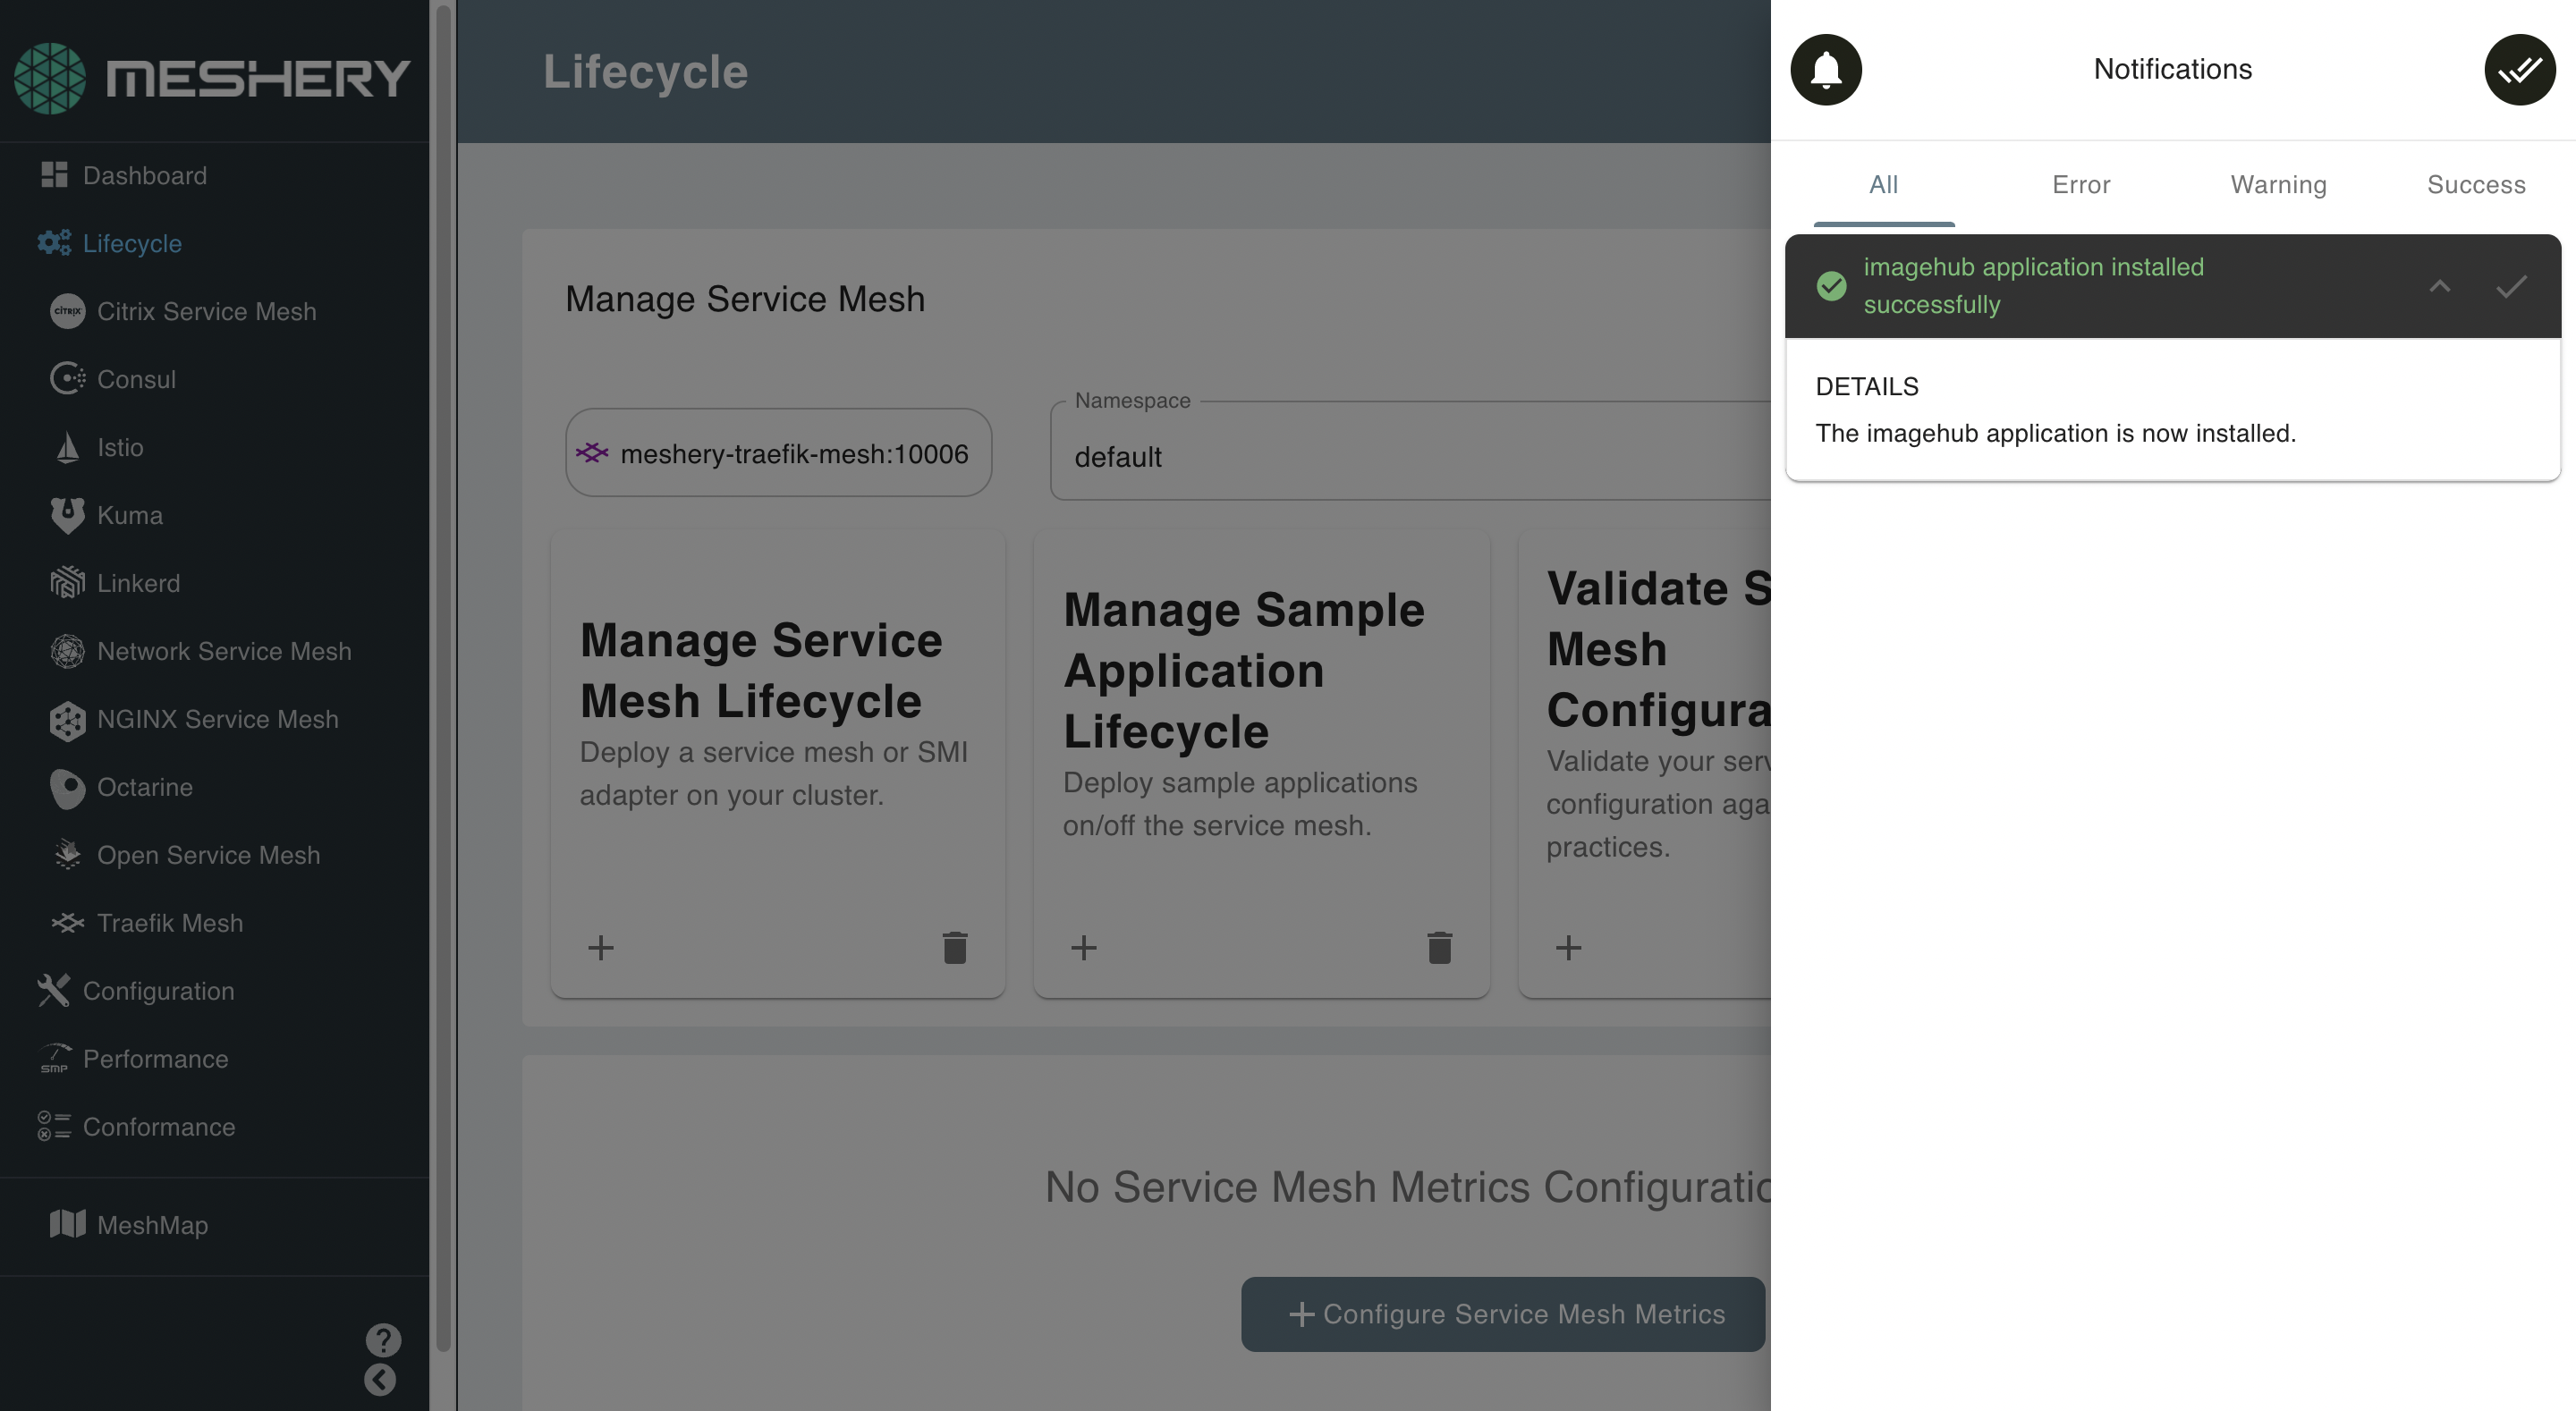 MESHERY
Dashboard
Lifecycle
CİTRIX
Citrix Service Mesh
Consul
Istio
Kuma
Linkerd
Network Service Mesh
NGINX Service Mesh
Octarine
Open Service Mesh
Traefik Mesh
Configuration
SMP
Performance
Conformance
MeshMap
?
Lifecycle
Manage Service Mesh
meshery-traefik-mesh:10006
Namespace
default
Manage Service
Mesh Lifecycle
Deploy a service mesh or SMI
adapter on your cluster.
Manage Sample
Application
Lifecycle
Deploy sample applications
on/off the service mesh.
Validate S
Mesh
Configura
Validate your serv
configuration aga
practices.
No Service Mesh Metrics Configuratio
Configure Service Mesh Metrics
Notifications
All
Error
Warning
Success
imagehub application installed
successfully
DETAILS
The imagehub application is now installed.